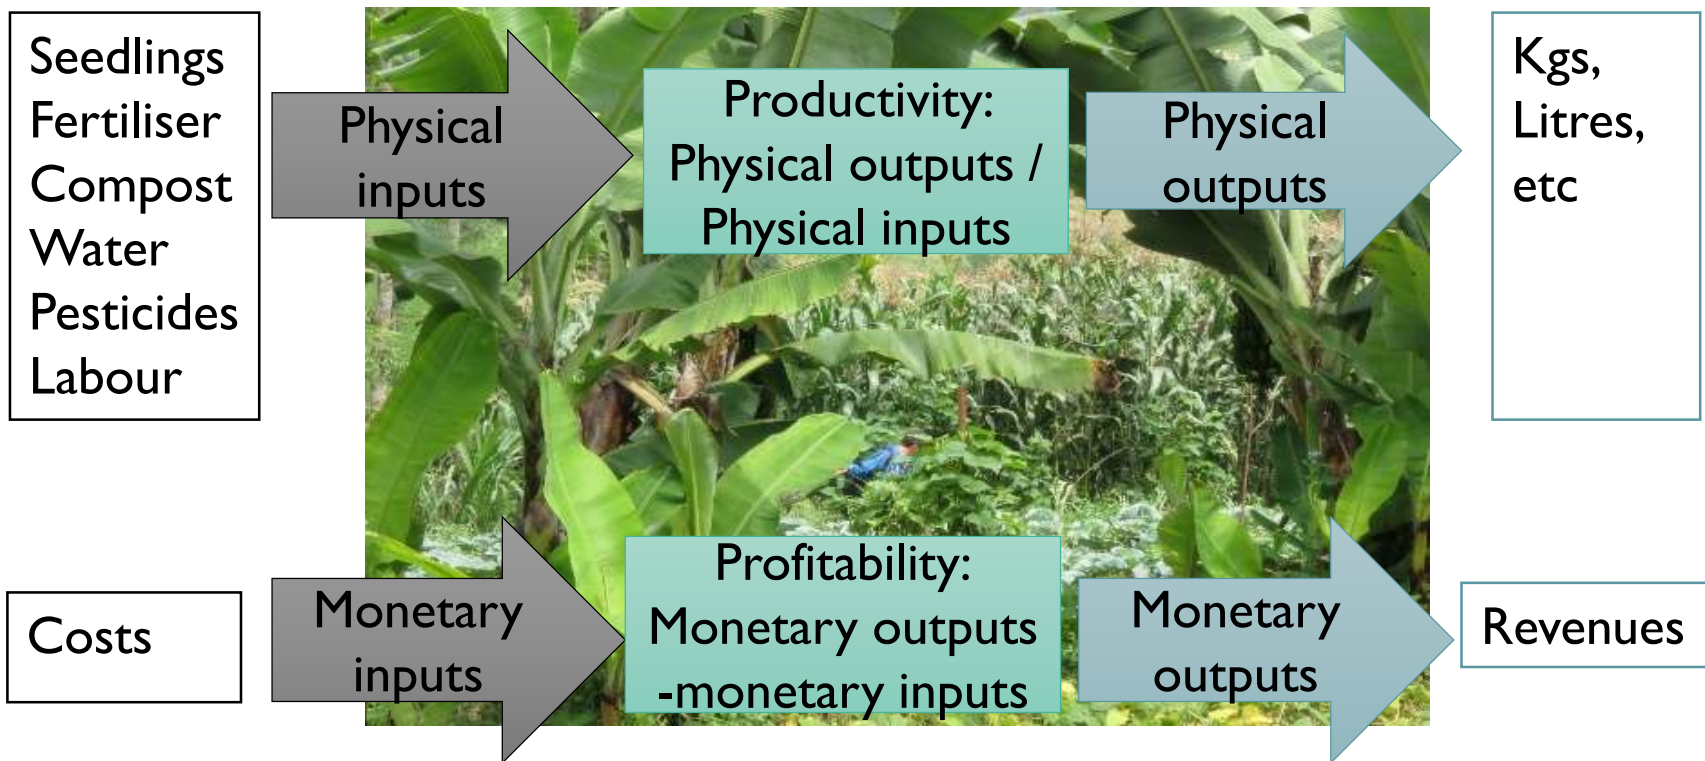 Seedlings
Fertiliser
Compost
Water
Pesticides
Labour
Physical
inputs
Productivity:
Physical outputs /
Physical inputs
Physical
outputs
Kgs,
Litres,
etc
Costs
Monetary
inputs
Profitability:
Monetary outputs
-monetary inputs
Monetary
outputs
Revenues